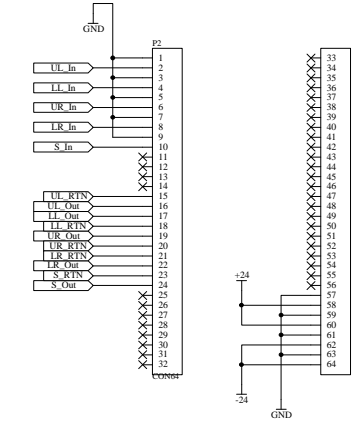 GND
P2
1
UL_In 2
3
LL_In 4
5
UR_In 6
7
LR_In 8
9
S_In 10
11
12
13
14
UL_RTN 15
UL_Out 16
LL_Out 17
LL_RTN 18
UR_Out 19
UR_RTN 20
LR_RTN 21
LR_Out 22
S_RTN 23
S_Out 24
25
26
27
28
29
30
31
32
CON64
33
34
35
36
37
38
39
40
41
42
43
44
45
46
47
48
49
50
51
52
53
54
55
56
57
58
59
60
61
62
63
64
+24
-24
GND